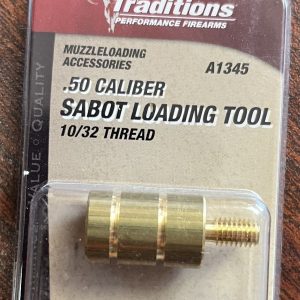 Traditions
PERFORMANCE FIREARMS
MUZZLELOADING
ACCESSORIES
A1345
.50 CALIBER
SABOT LOADING TOOL
10/32 THREAD
VALUE · QUALITY